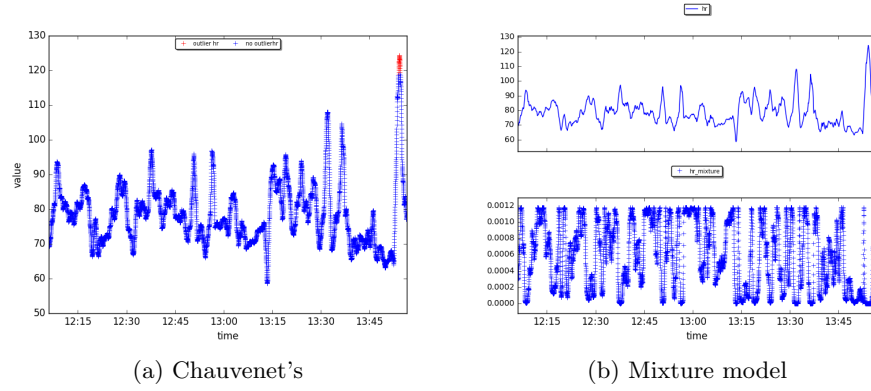 outlier hr no outlierhr
130
120
110
100
90
80
70
60
50
value
12:15 12:30 12:45 13:00 13:15 13:30 13:45
time
(a) Chauvenet's
hr
130
120
110
100
90
80
70
60
hr_mixture
0.0012
0.0010
0.0008
0.0006
0.0004
0.0002
0.0000
12:15 12:30 12:45 13:00 13:15 13:30 13:45
time
(b) Mixture model